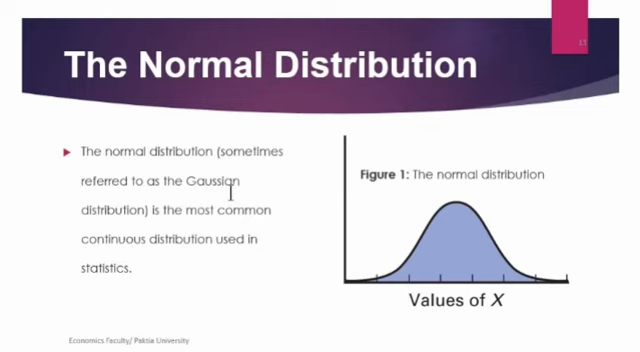 13
The Normal Distribution
The normal distribution (sometimes
referred to as the Gaussian
distribution) is the most common
continuous distribution used in
statistics.
Figure 1: The normal distribution
Values of X
Economics Faculty/ Paktia University